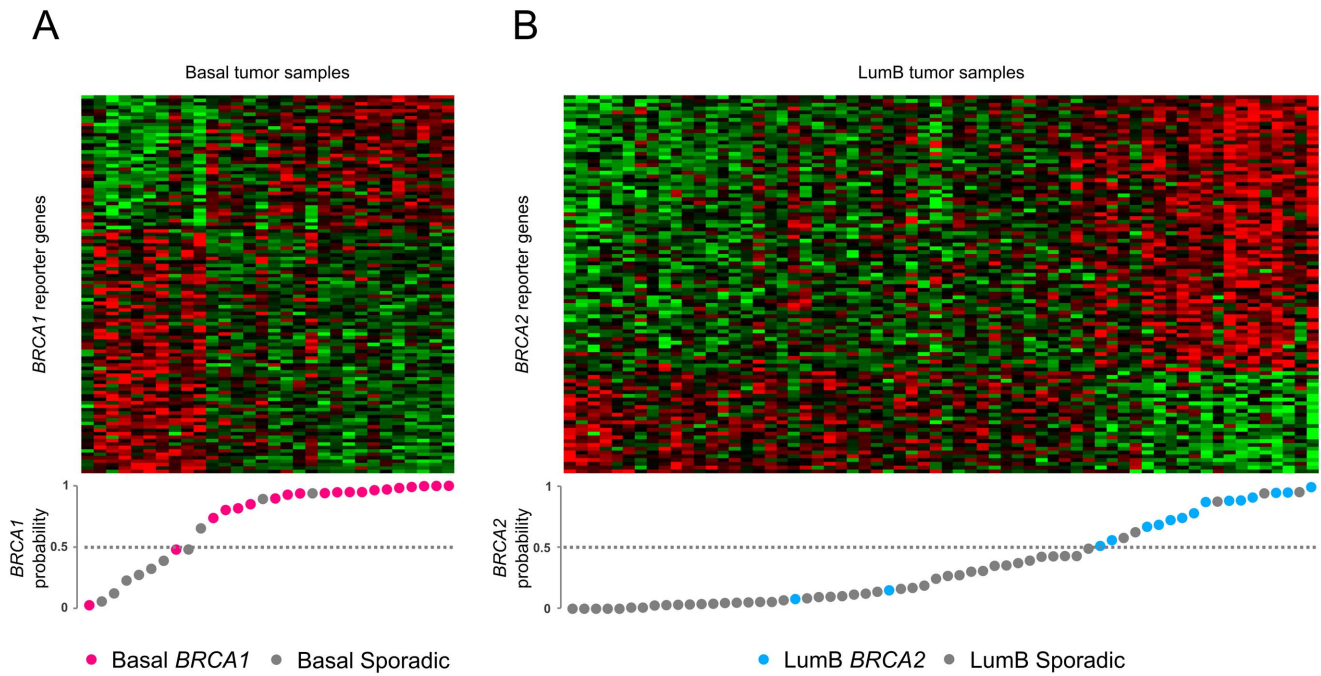 A
B
Basal tumor samples
LumB tumor samples
BRCA1 reporter genes
BRCA2 reporter genes
1
0.5
0
BRCA1
probability
1
0.5
0
BRCA2
probability
Basal BRCA1
Basal Sporadic
LumB BRCA2
LumB Sporadic